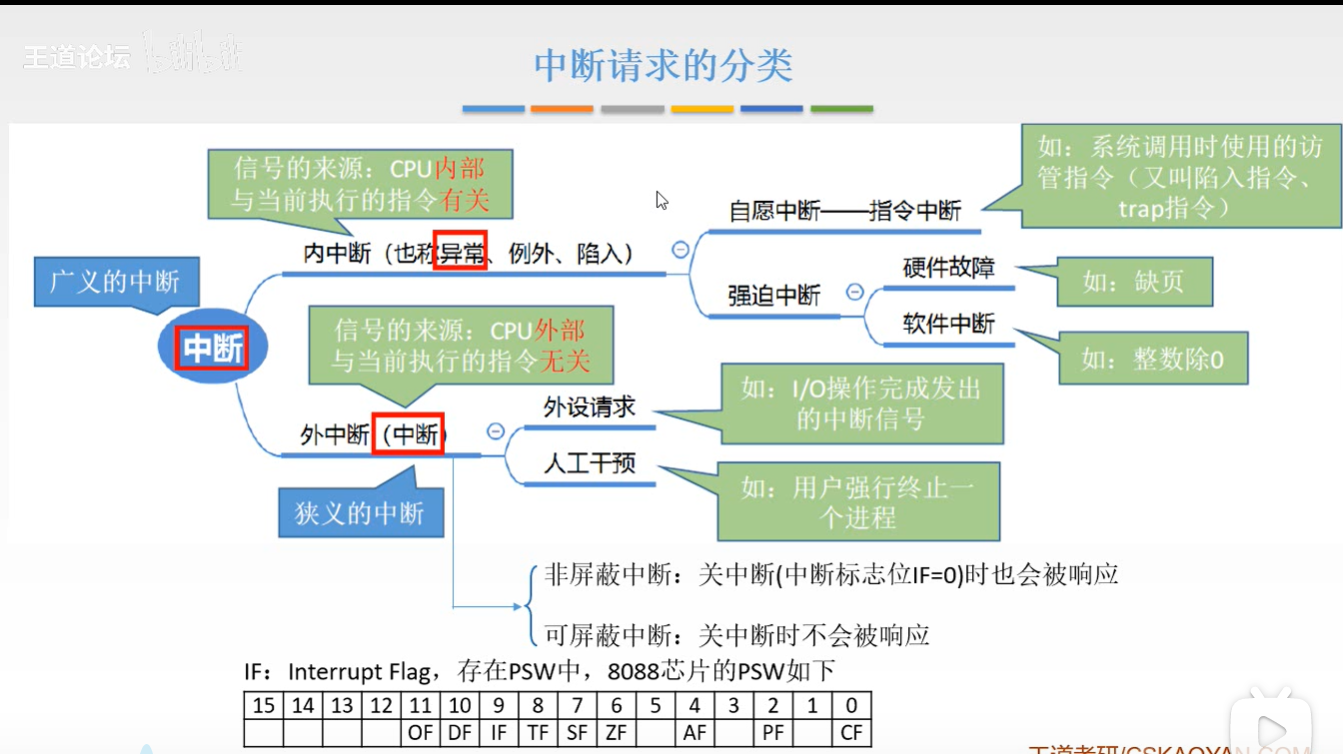 王道论坛
中断请求的分类
信号的来源：CPU内部
与当前执行的指令有关
如：系统调用时使用的访
管指令（又叫陷入指令、
trap指令）
自愿中断——指令中断
内中断（也称异常、例外、陷入）
广义的中断
硬件故障
如：缺页
强迫中断
信号的来源：CPU外部
与当前执行的指令无关
软件中断
中断
如：整数除0
如：I/O操作完成发出
的中断信号
外设请求
外中断（中断）
人工干预
如：用户强行终止一
个进程
狭义的中断
非屏蔽中断：关中断(中断标志位IF=0)时也会被响应
可屏蔽中断：关中断时不会被响应
IF：Interrupt Flag，存在PSW中，8088芯片的PSW如下
15 14 13 12 11 10 9 8 7 6 5 4 3 2 1 0
OF DF IF TF SF ZF AF PF CF
王道考研/CSKAOYAN.COM